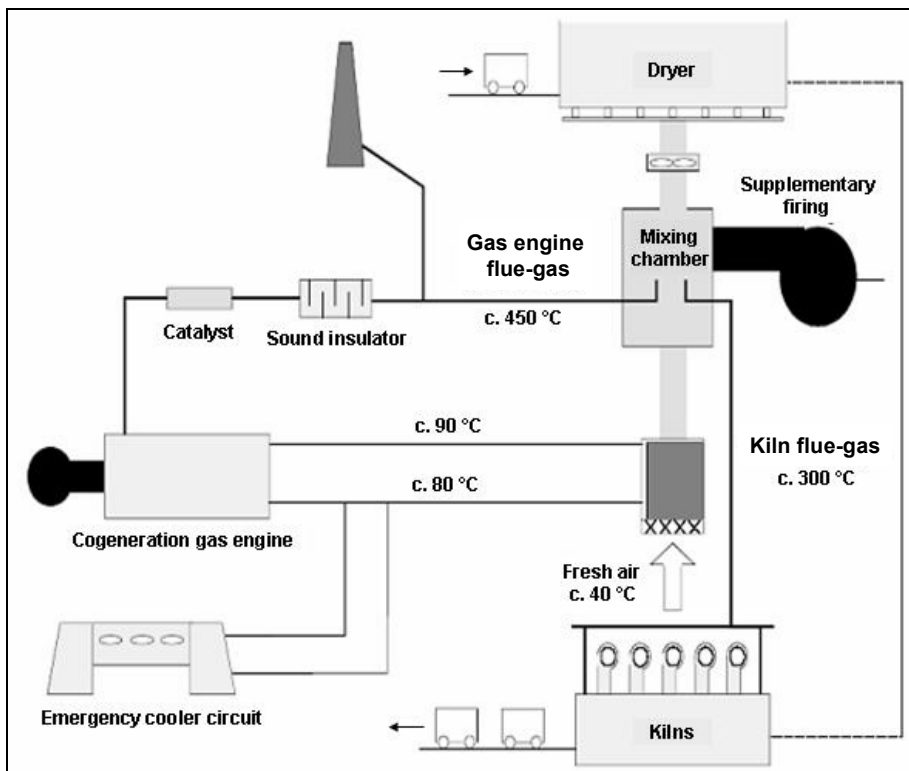 Dryer
Supplementary
firing
Mixing
chamber
Gas engine
flue-gas
c. 450 °C
Catalyst
Sound insulator
c. 90 °C
c. 80 °C
Kiln flue-gas
c. 300 °C
Cogeneration gas engine
Fresh air
c. 40 °C
Emergency cooler circuit
Kilns